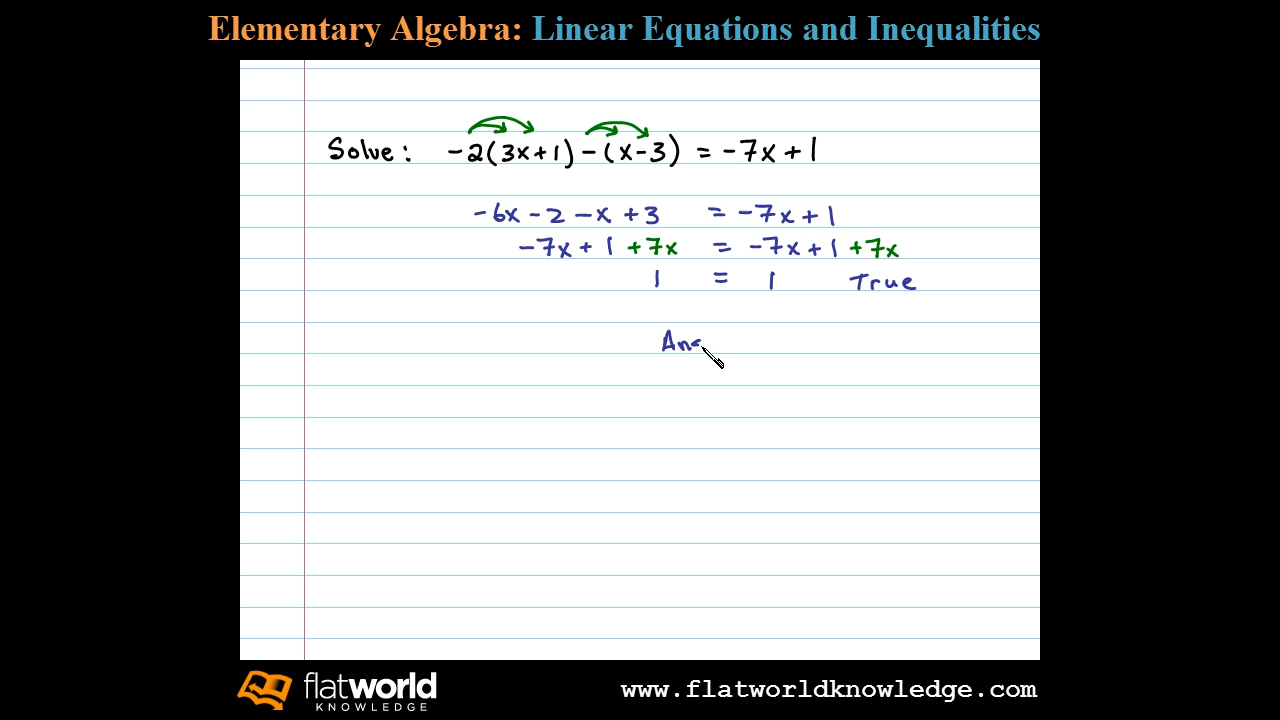 Elementary Algebra: Linear Equations and Inequalities
Solve: -2(3x+1) - (x-3) = -7x + 1
-6x - 2 - x + 3 = -7x + 1
-7x + 1 + 7x = -7x + 1 + 7x
1 = 1 True
Ans
flatworld
KNOWLEDGE
www.flatworldknowledge.com